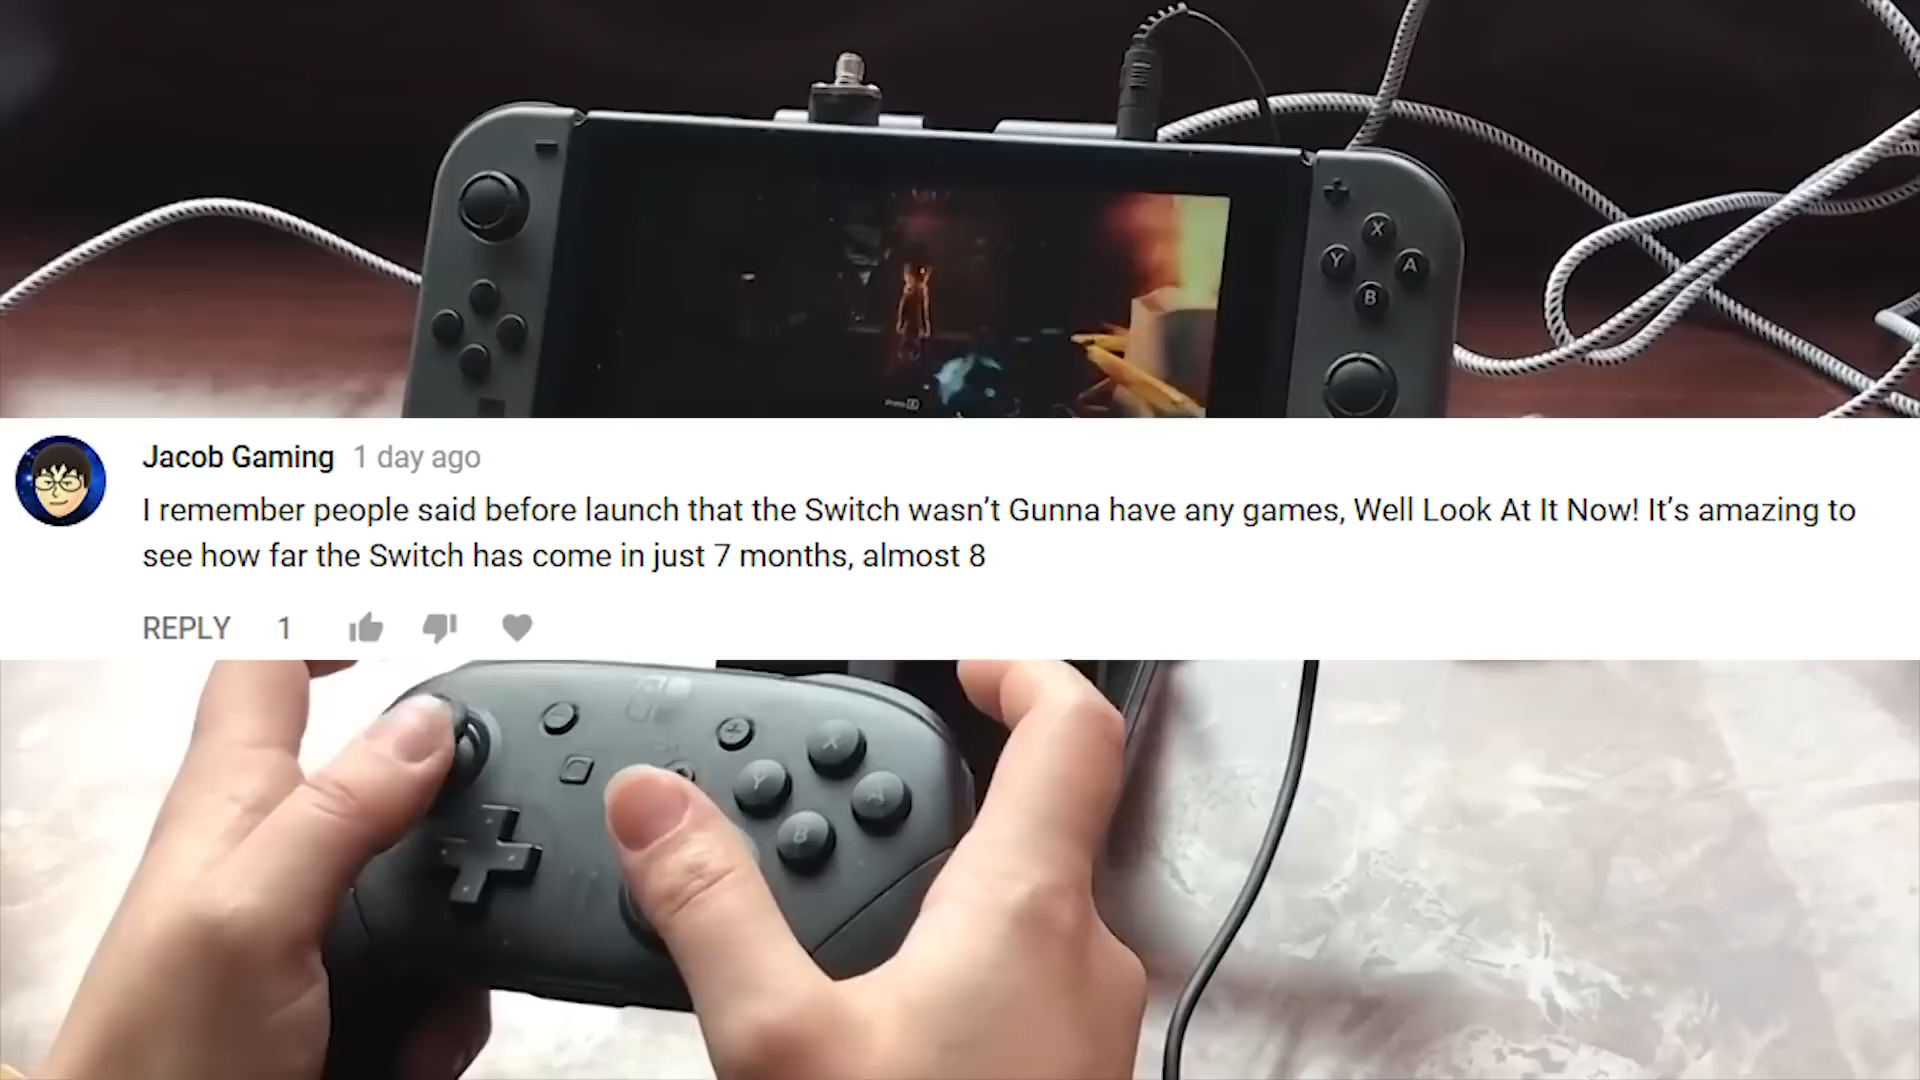 X
Y
A
B
Jacob Gaming 1 day ago
I remember people said before launch that the Switch wasn’t Gunna have any games, Well Look At It Now! It’s amazing to
see how far the Switch has come in just 7 months, almost 8
REPLY 1
X
Y
A
B